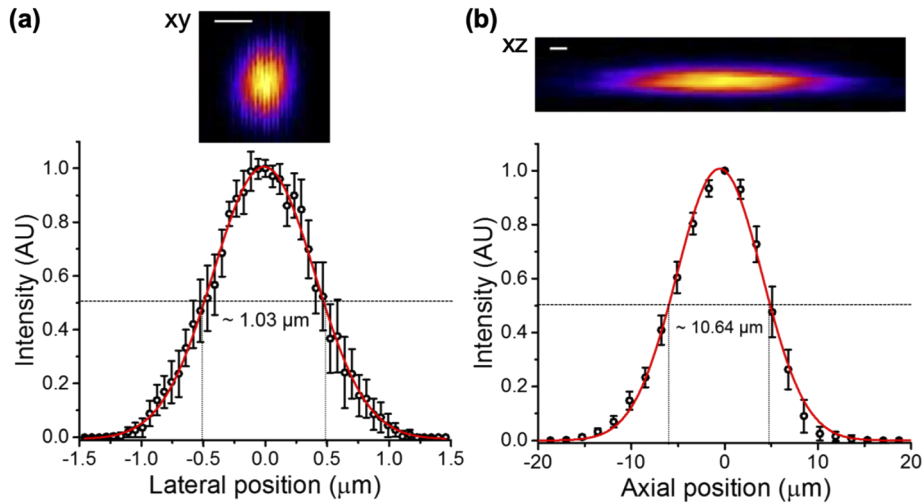 (a)
xy
1.0
0.8
0.6
0.4
0.2
0.0
Intensity (AU)
~ 1.03 μm
-1.5
-1.0
-0.5
0.0
0.5
1.0
1.5
Lateral position (μm)
(b)
xz
1.0
0.8
0.6
0.4
0.2
0.0
Intensity (AU)
~ 10.64 μm
-20
-10
0
10
20
Axial position (μm)